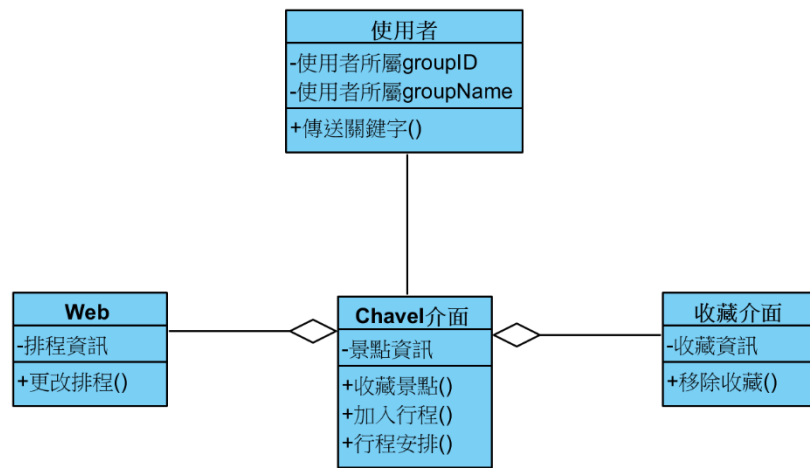 使用者
-使用者所屬groupID
-使用者所屬groupName
+傳送關鍵字()
Web
-排程資訊
+更改排程()
Chavel介面
-景點資訊
+收藏景點()
+加入行程()
+行程安排()
收藏介面
-收藏資訊
+移除收藏()